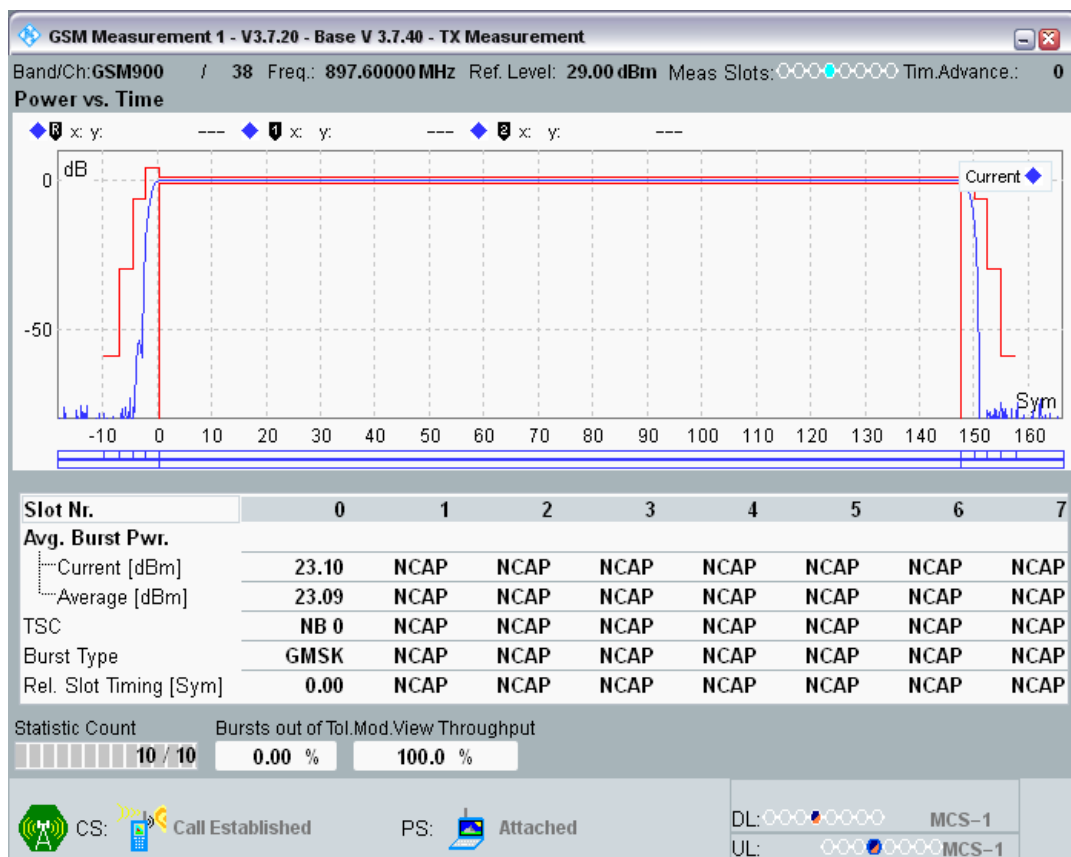 GSM Measurement 1 - V3.7.20 - Base V 3.7.40 - TX Measurement
Band/Ch:GSM900 / 38 Freq.: 897.60000 MHz Ref. Level: 29.00 dBm Meas Slots: Tim.Advance.: 0
Power vs. Time
R x: y: --- 1 x: y: --- 2 x: y: ---
dB
Current
0
-50
Sym
-10 0 10 20 30 40 50 60 70 80 90 100 110 120 130 140 150 160
Slot Nr. 0 1 2 3 4 5 6 7
Avg. Burst Pwr.
Current [dBm] 23.10 NCAP NCAP NCAP NCAP NCAP NCAP NCAP
Average [dBm] 23.09 NCAP NCAP NCAP NCAP NCAP NCAP NCAP
TSC NB 0 NCAP NCAP NCAP NCAP NCAP NCAP NCAP
Burst Type GMSK NCAP NCAP NCAP NCAP NCAP NCAP NCAP
Rel. Slot Timing [Sym] 0.00 NCAP NCAP NCAP NCAP NCAP NCAP NCAP
Statistic Count Bursts out of Tol.Mod.View Throughput
10 / 10 0.00 % 100.0 %
CS: Call Established PS: Attached DL: MCS-1
UL: MCS-1